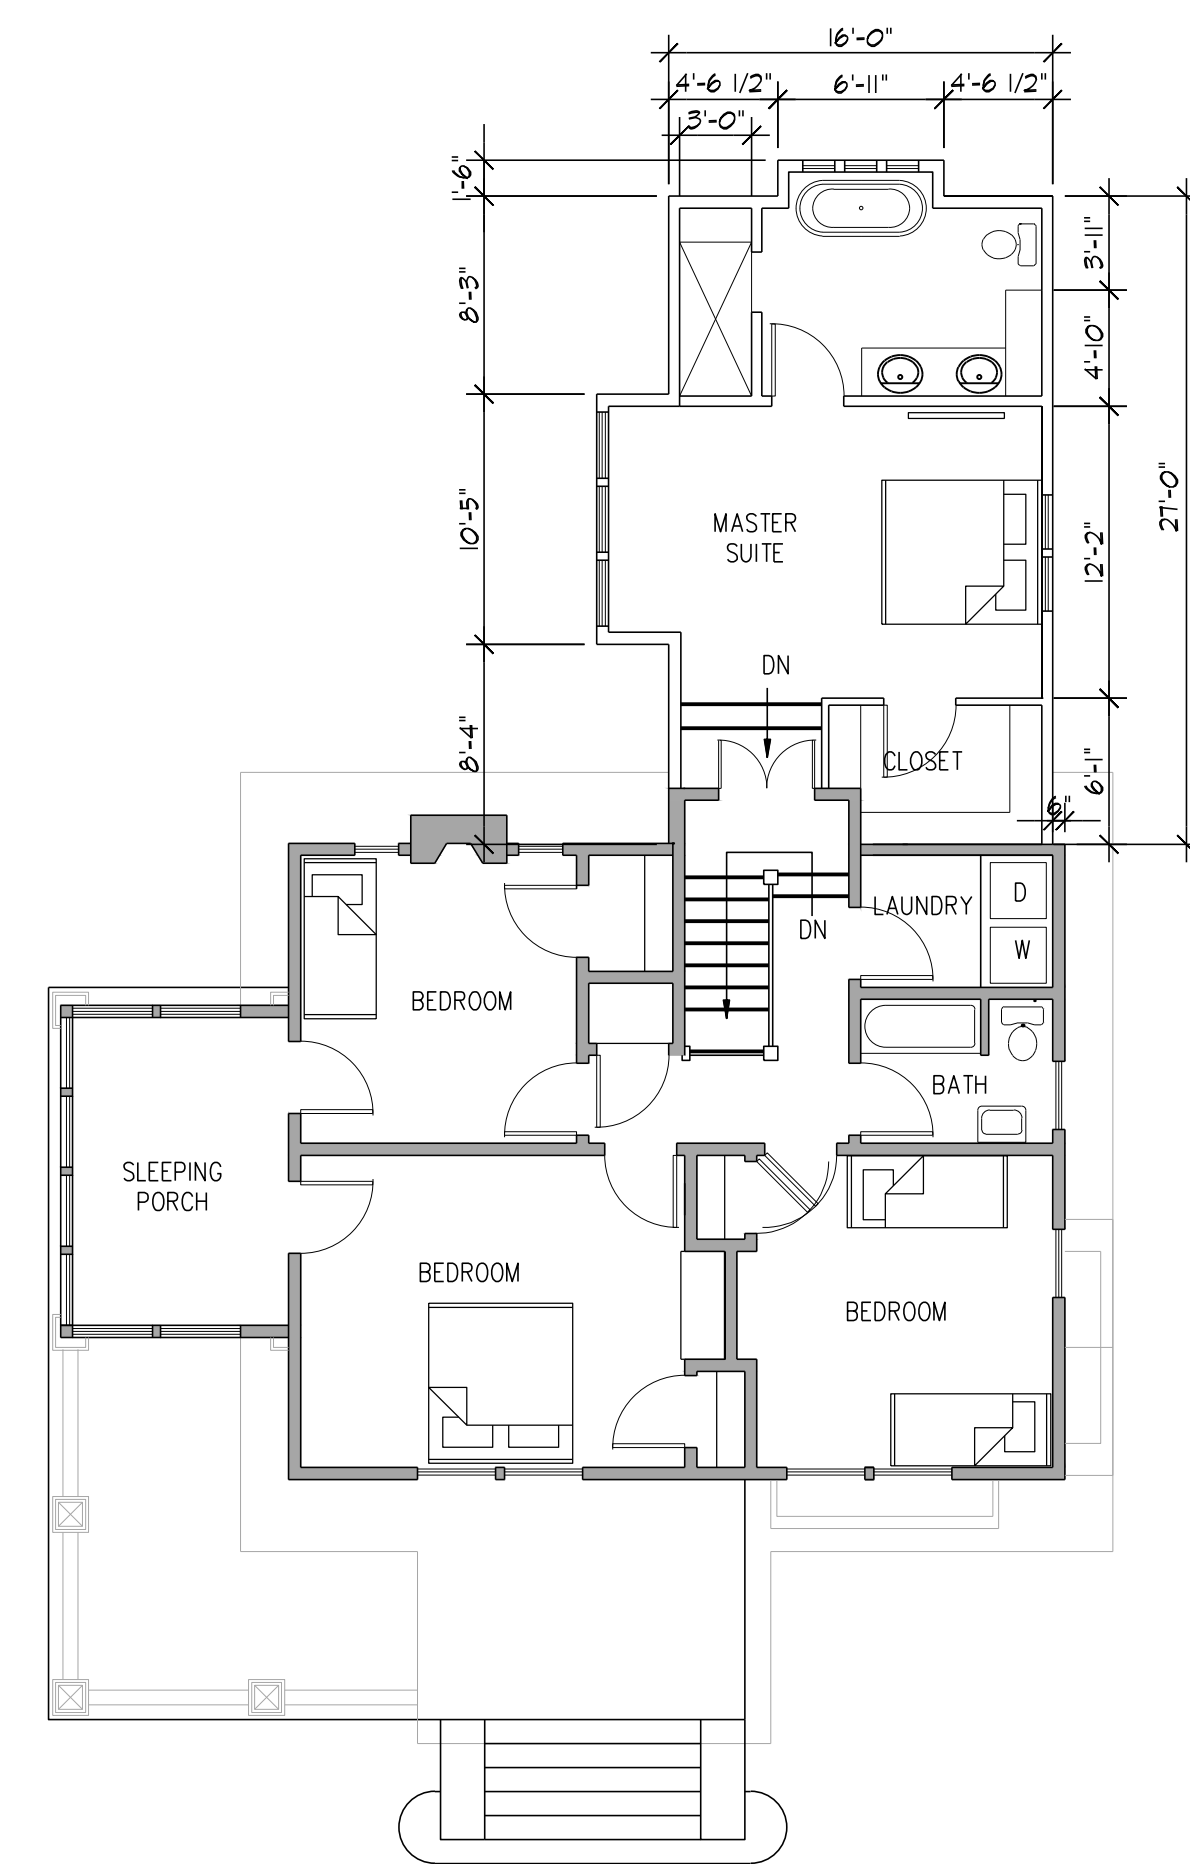 16'-0"
4'-6 1/2"
6'-11"
4'-6 1/2"
3'-0"
1'-6"
8'-3"
3'-11"
4'-10"
10'-5"
27'-0"
MASTER
SUITE
12'-2"
DN
8'-4"
CLOSET
6'-1"
6"
D
LAUNDRY
DN
W
BEDROOM
BATH
SLEEPING
PORCH
BEDROOM
BEDROOM